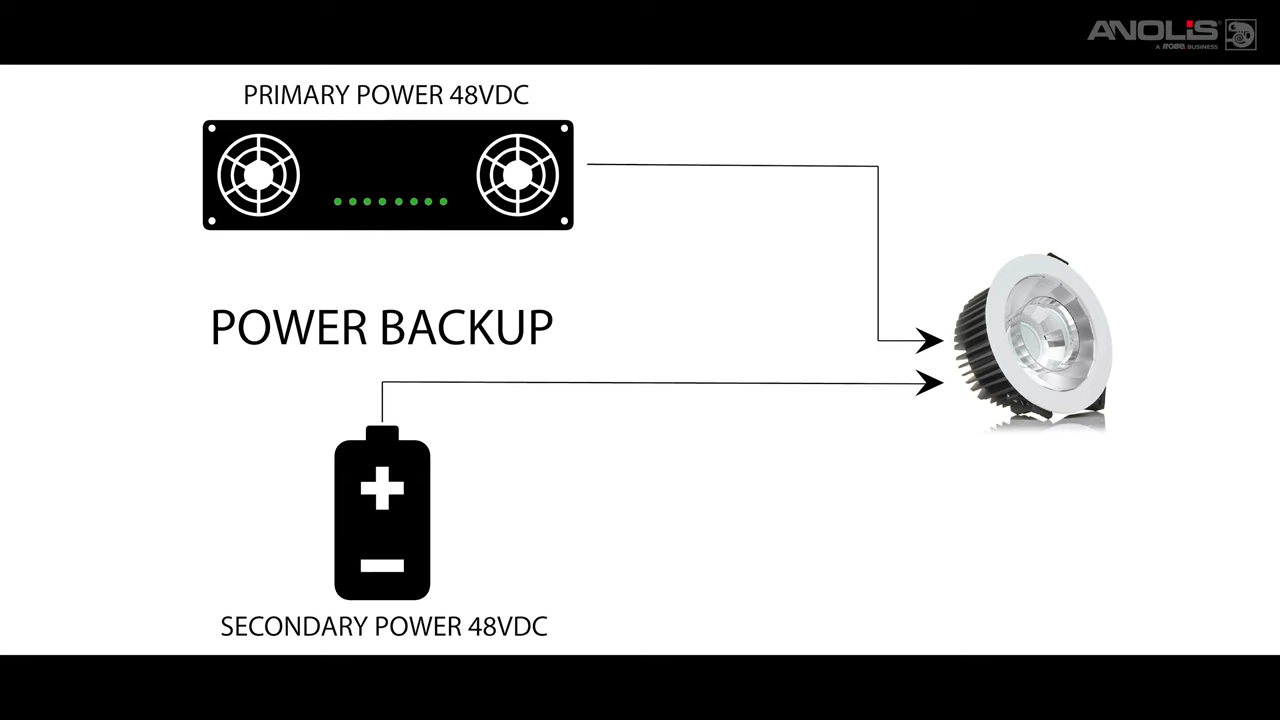 ANOLIS
A ROBE BUSINESS
PRIMARY POWER 48VDC
POWER BACKUP
SECONDARY POWER 48VDC